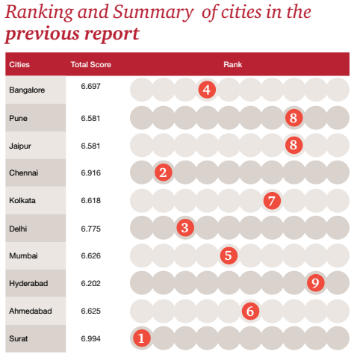 Ranking and Summary of cities in the
previous report
Cities Total Score Rank
Bangalore 6.697 4
Pune 6.581 8
Jaipur 6.581 8
Chennai 6.916 2
Kolkata 6.618 7
Delhi 6.775 3
Mumbai 6.626 5
Hyderabad 6.202 9
Ahmedabad 6.625 6
Surat 6.994 1